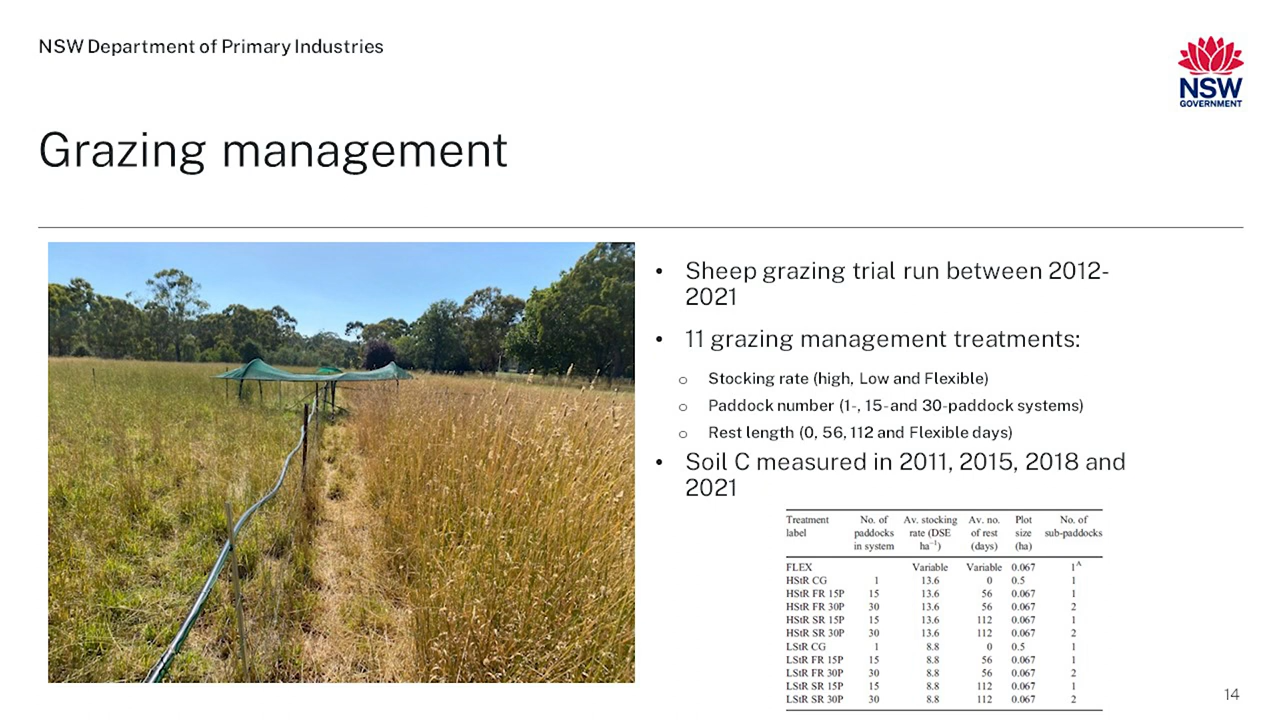 NSW Department of Primary Industries
NSW
GOVERNMENT
Grazing management
• Sheep grazing trial run between 2012-
2021
• 11 grazing management treatments:
o Stocking rate (high, Low and Flexible)
o Paddock number (1-, 15-and 30-paddock systems)
o Rest length (0, 56, 112 and Flexible days)
• Soil C measured in 2011, 2015, 2018 and
2021
Treatment No. of Av. stocking Av. no. Plot No. of
label paddocks rate (DSE of rest size sub-paddocks
in system ha⁻¹) (days) (ha)
FLEX Variable Variable 0.067 1ᴬ
HStR CG 1 13.6 0 0.5 1
HStR FR 15P 15 13.6 56 0.067 1
HStR FR 30P 30 13.6 56 0.067 2
HStR SR 15P 15 13.6 112 0.067 1
HStR SR 30P 30 13.6 112 0.067 2
LStR CG 1 8.8 0 0.5 1
LStR FR 15P 15 8.8 56 0.067 1
LStR FR 30P 30 8.8 56 0.067 2
LStR SR 15P 15 8.8 112 0.067 1
LStR SR 30P 30 8.8 112 0.067 2
14